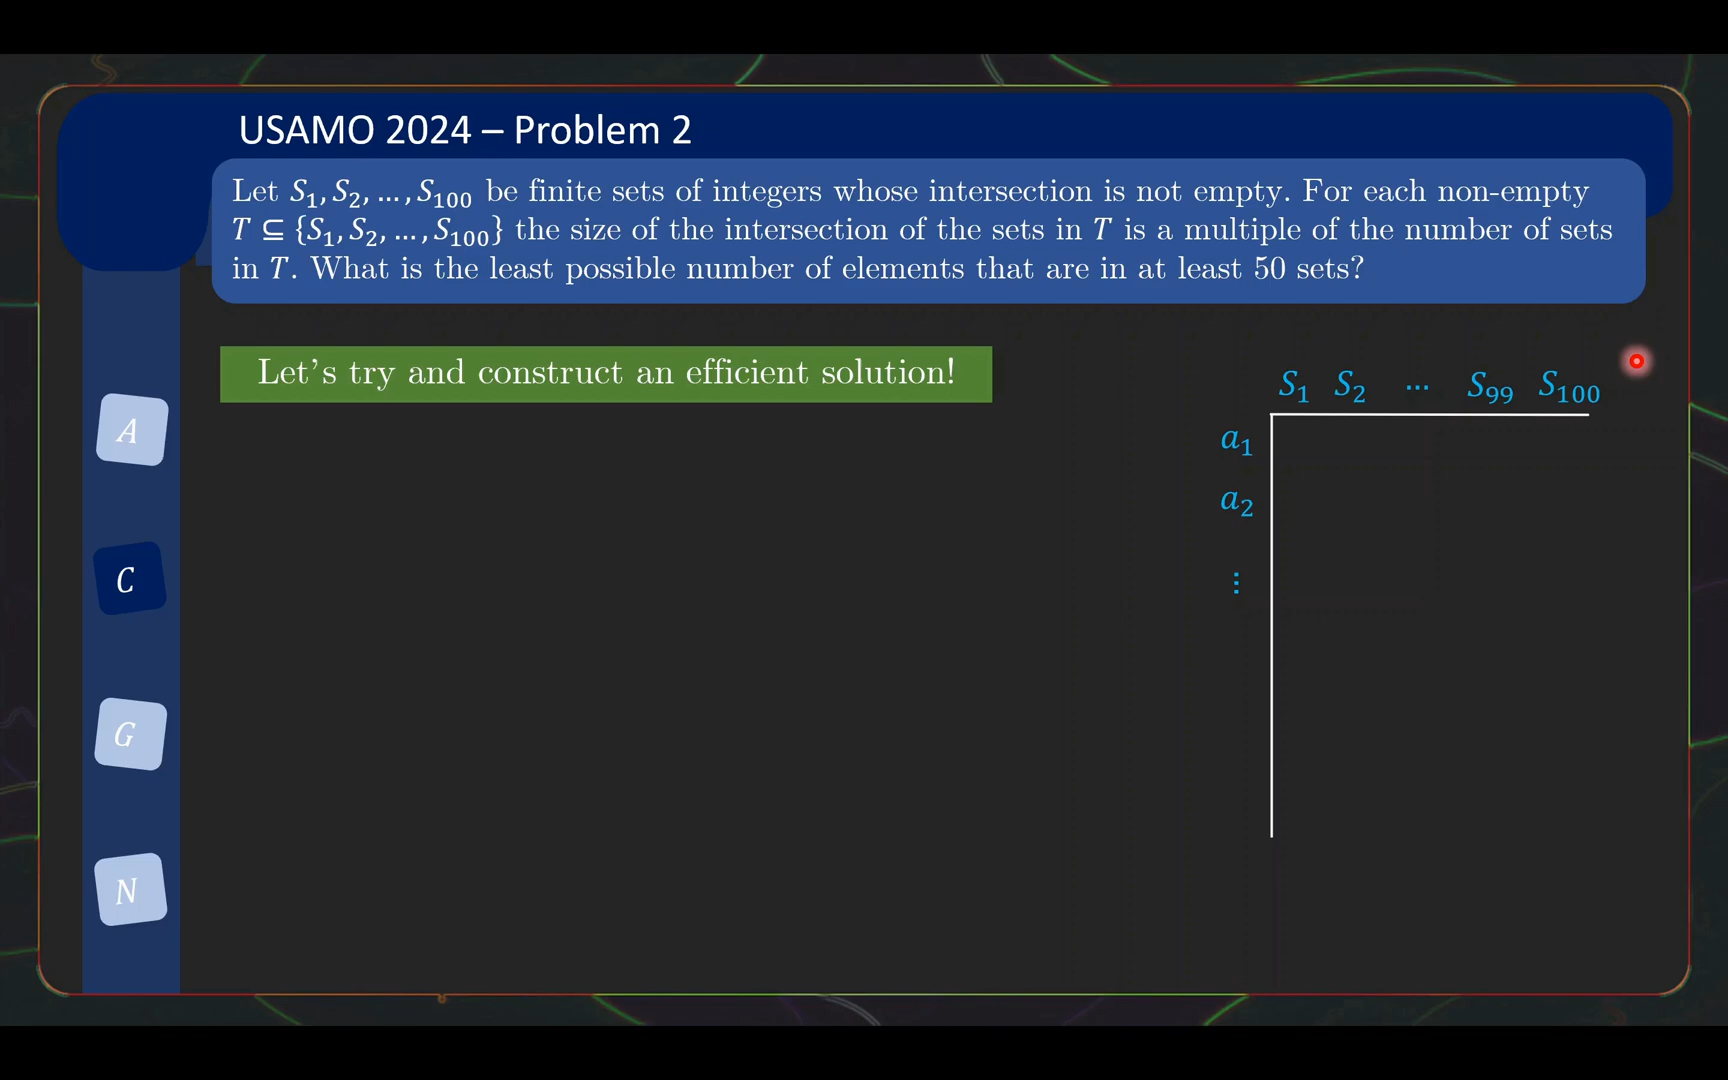 USAMO 2024 – Problem 2
Let S₁, S₂, …, S₁₀₀ be finite sets of integers whose intersection is not empty. For each non-empty
T ⊆ {S₁, S₂, …, S₁₀₀} the size of the intersection of the sets in T is a multiple of the number of sets
in T. What is the least possible number of elements that are in at least 50 sets?
Let's try and construct an efficient solution!
S₁ S₂ … S₉₉ S₁₀₀
a₁
a₂
⋮
A
C
G
N